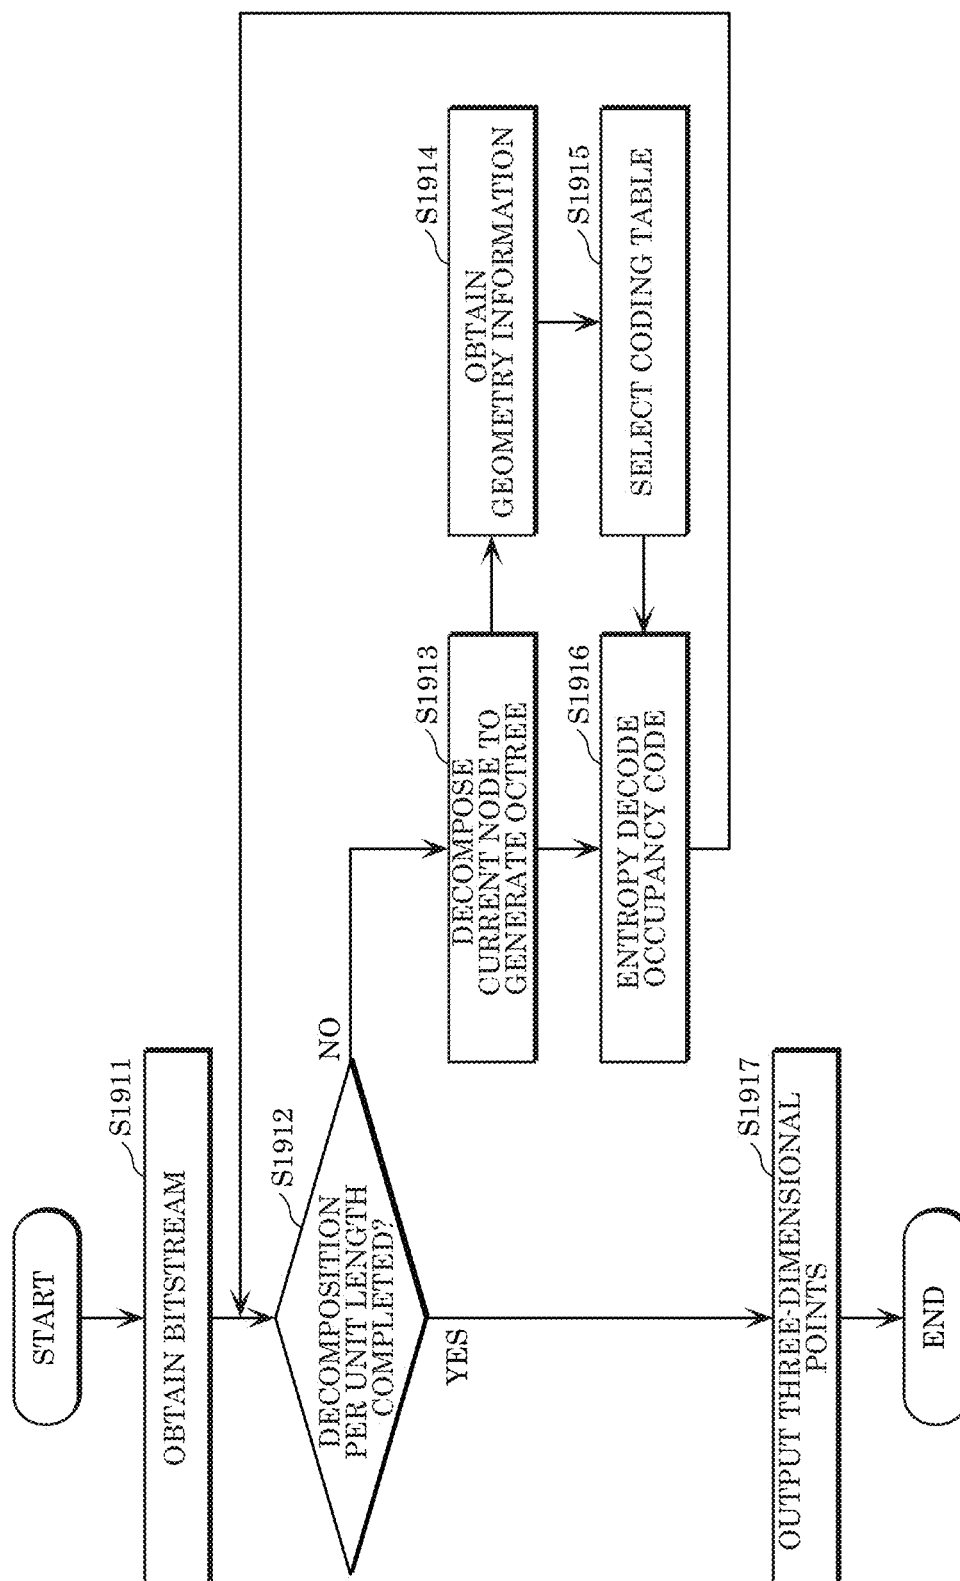 START
S1911
OBTAIN BITSTREAM
S1912
DECOMPOSITION
PER UNIT LENGTH
COMPLETED?
NO
YES
S1913
DECOMPOSE
CURRENT NODE TO
GENERATE OCTREE
S1914
OBTAIN
GEOMETRY INFORMATION
S1915
SELECT CODING TABLE
S1916
ENTROPY DECODE
OCCUPANCY CODE
S1917
OUTPUT THREE-DIMENSIONAL
POINTS
END